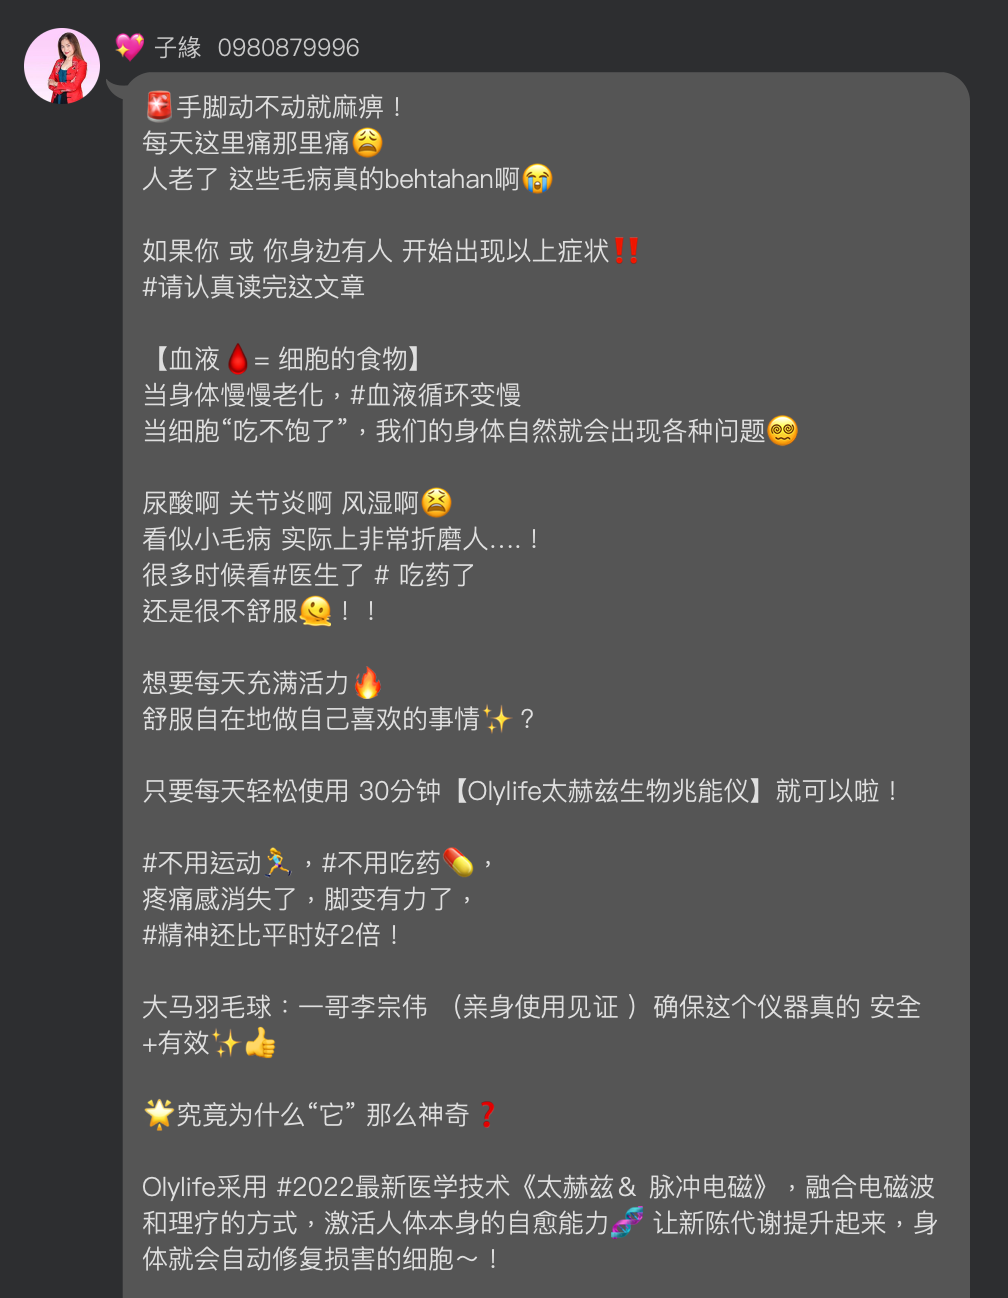 💖 子緣 0980879996
🚨手脚动不动就麻痹！
每天这里痛那里痛😩
人老了 这些毛病真的behtahan啊😭
如果你 或 你身边有人 开始出现以上症状‼️
#请认真读完这文章
【血液🩸= 细胞的食物】
当身体慢慢老化，#血液循环变慢
当细胞“吃不饱了”，我们的身体自然就会出现各种问题😵‍💫
尿酸啊 关节炎啊 风湿啊😫
看似小毛病 实际上非常折磨人....！
很多时候看#医生了 # 吃药了
还是很不舒服🫠！！
想要每天充满活力🔥
舒服自在地做自己喜欢的事情✨？
只要每天轻松使用 30分钟【Olylife太赫兹生物兆能仪】就可以啦！
#不用运动🏃‍♀️，#不用吃药💊，
疼痛感消失了，脚变有力了，
#精神还比平时好2倍！
大马羽毛球：一哥李宗伟 （亲身使用见证 ）确保这个仪器真的 安全
+有效✨👍
🌟究竟为什么“它” 那么神奇❓
Olylife采用 #2022最新医学技术《太赫兹＆ 脉冲电磁》，融合电磁波
和理疗的方式，激活人体本身的自愈能力🧬 让新陈代谢提升起来，身
体就会自动修复损害的细胞～！